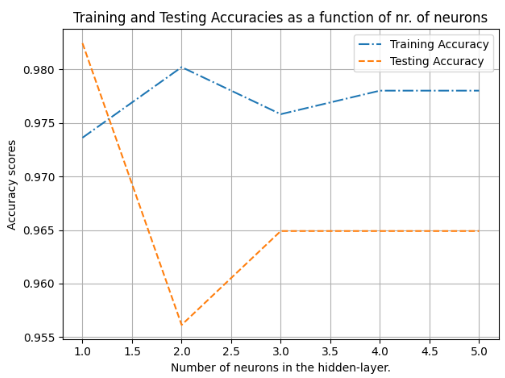 Training and Testing Accuracies as a function of nr. of neurons
Training Accuracy
Testing Accuracy
0.980
0.975
0.970
0.965
0.960
0.955
Accuracy scores
1.0 1.5 2.0 2.5 3.0 3.5 4.0 4.5 5.0
Number of neurons in the hidden-layer.